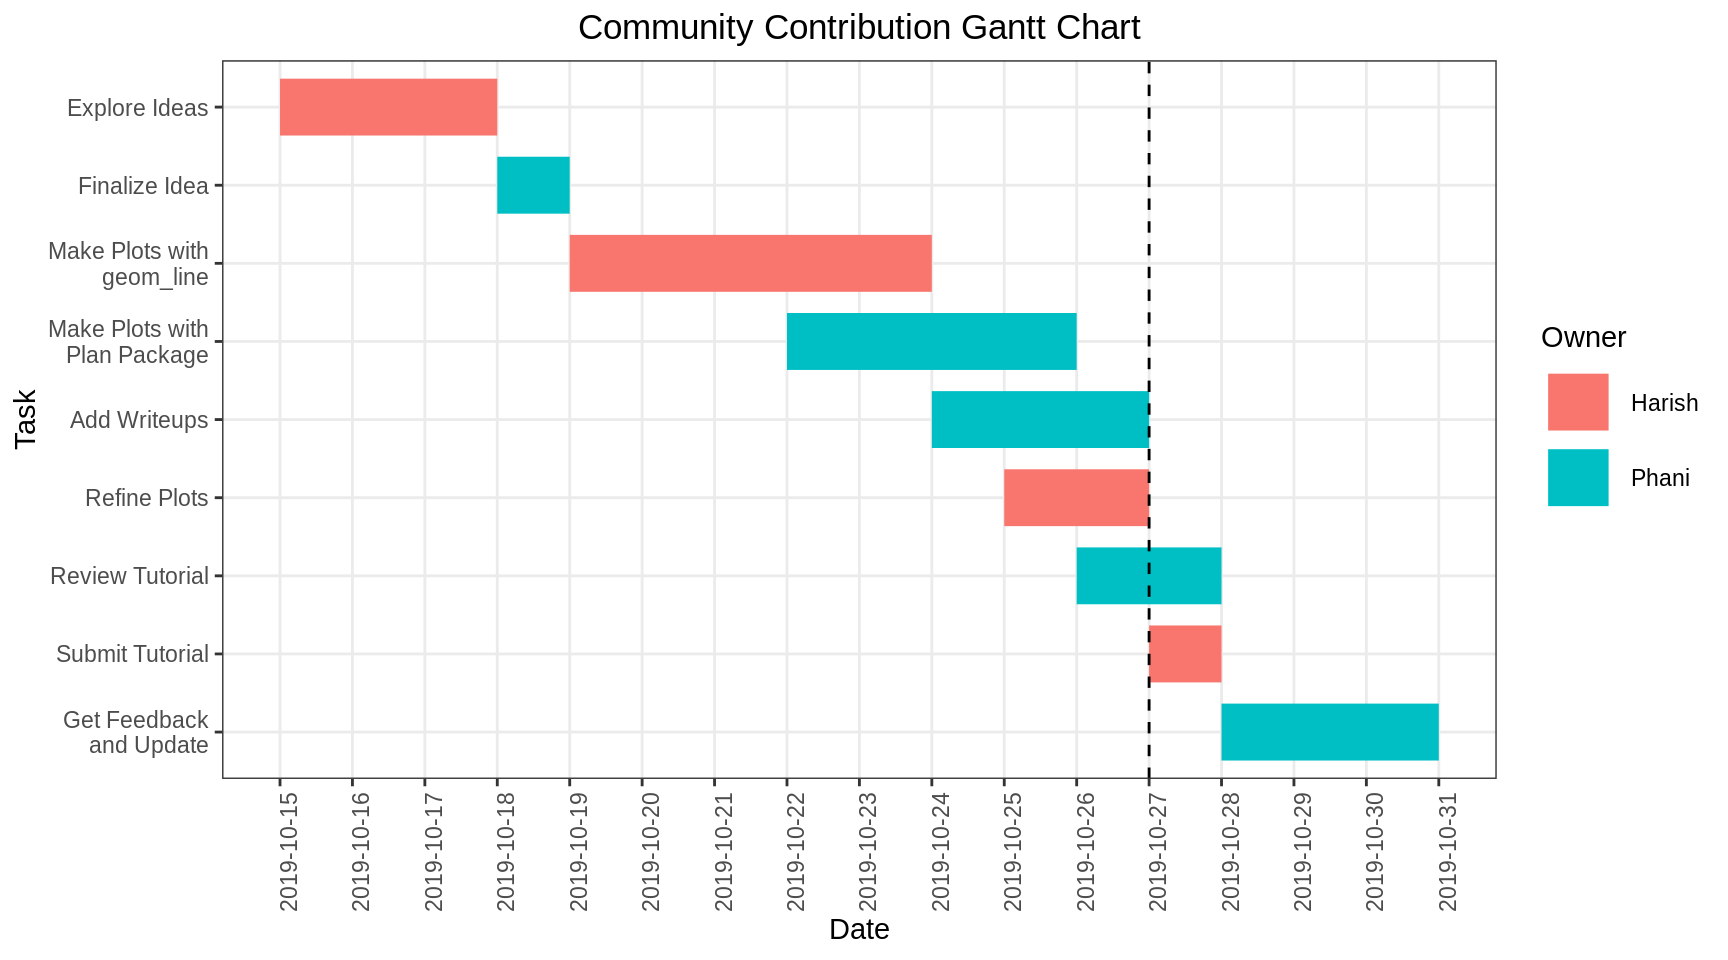 Community Contribution Gantt Chart
Task
Explore Ideas
Finalize Idea
Make Plots with
geom_line
Make Plots with
Plan Package
Add Writeups
Refine Plots
Review Tutorial
Submit Tutorial
Get Feedback
and Update
2019-10-15
2019-10-16
2019-10-17
2019-10-18
2019-10-19
2019-10-20
2019-10-21
2019-10-22
2019-10-23
2019-10-24
2019-10-25
2019-10-26
2019-10-27
2019-10-28
2019-10-29
2019-10-30
2019-10-31
Date
Owner
Harish
Phani